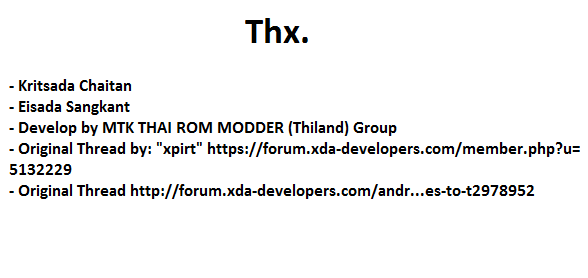 Thx.
- Kritsada Chaitan
- Eisada Sangkant
- Develop by MTK THAI ROM MODDER (Thiland) Group
- Original Thread by: "xpirt" https://forum.xda-developers.com/member.php?u=
5132229
- Original Thread http://forum.xda-developers.com/andr...es-to-t2978952